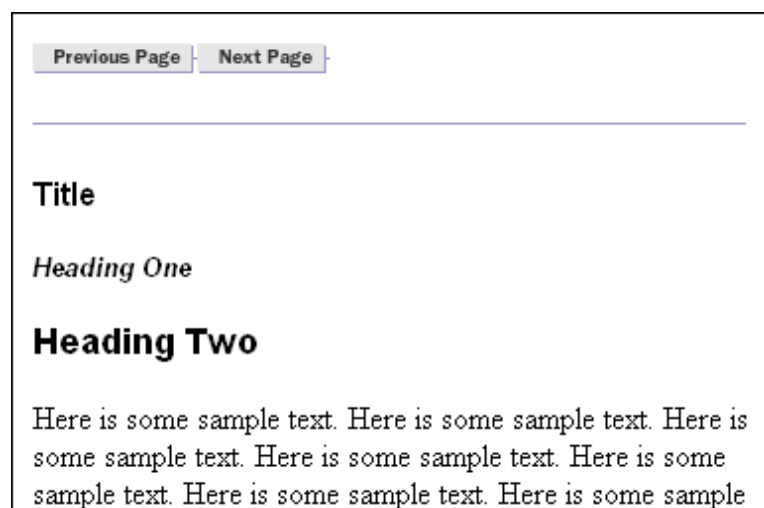 Previous Page Next Page
Title
Heading One
Heading Two
Here is some sample text. Here is some sample text. Here is
some sample text. Here is some sample text. Here is some
sample text. Here is some sample text. Here is some sample